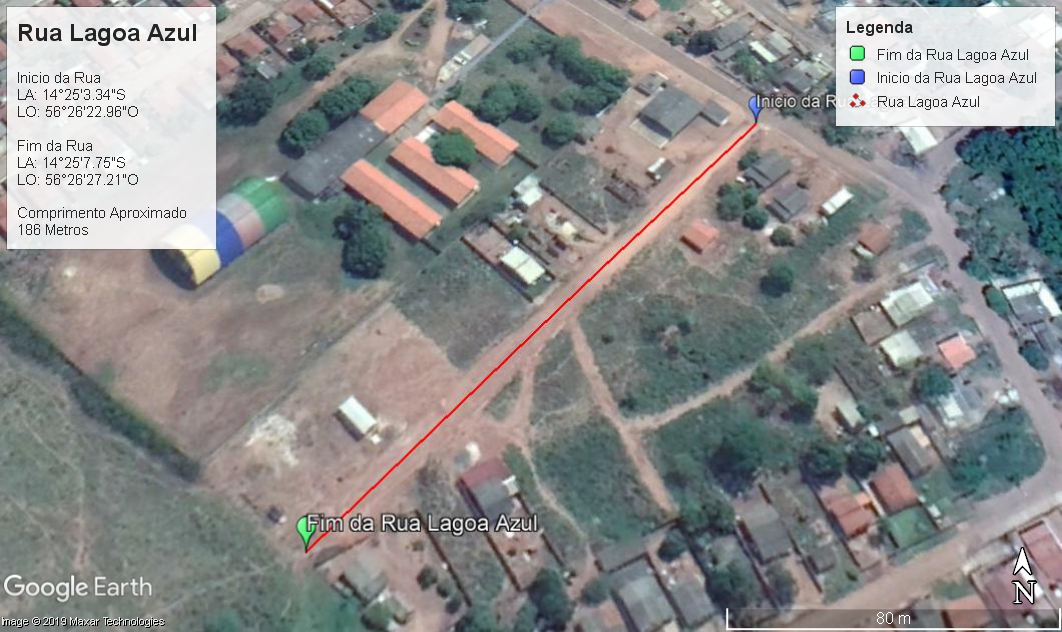 Rua Lagoa Azul
Inicio da Rua
LA: 14°25'3.34"S
LO: 56°26'22.96"O
Fim da Rua
LA: 14°25'7.75"S
LO: 56°26'27.21"O
Comprimento Aproximado
186 Metros
Legenda
Fim da Rua Lagoa Azul
Inicio da Rua Lagoa Azul
Rua Lagoa Azul
Inicio da
Fim da Rua Lagoa Azul
Google Earth
Image © 2019 Maxar Technologies
80 m
N